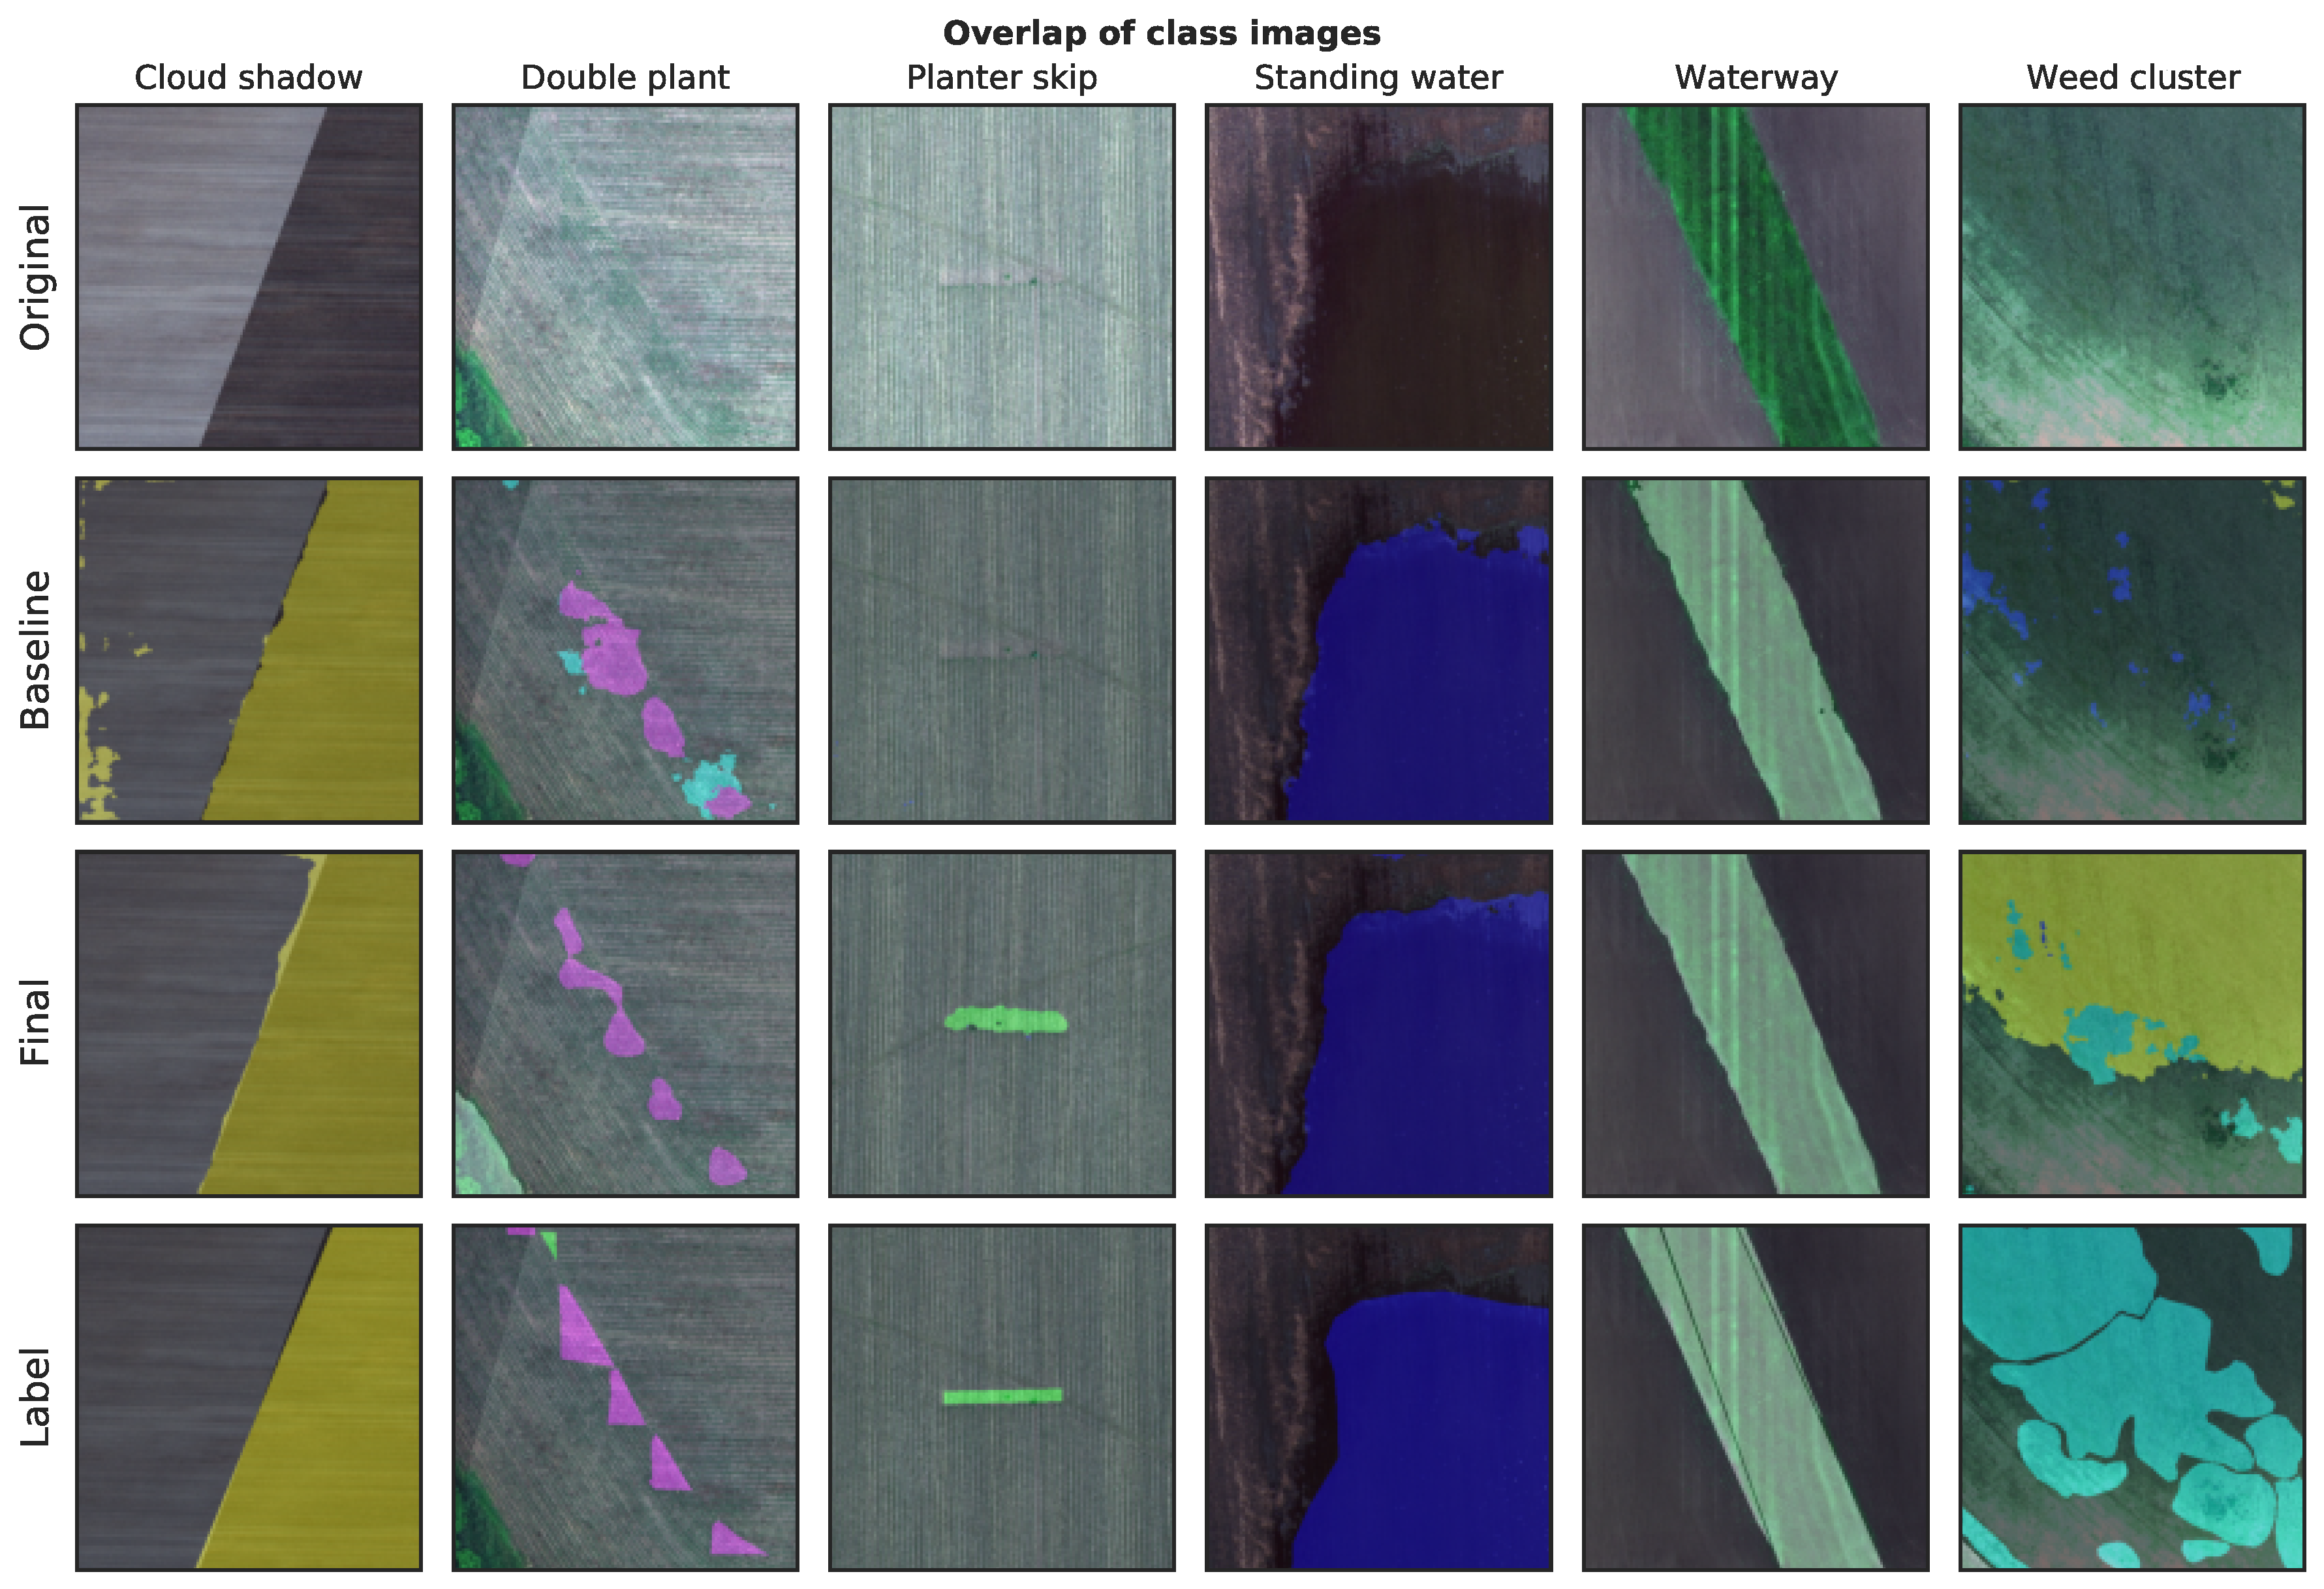 Overlap of class images
Cloud shadow Double plant Planter skip Standing water Waterway Weed cluster
Original
Baseline
Final
Label